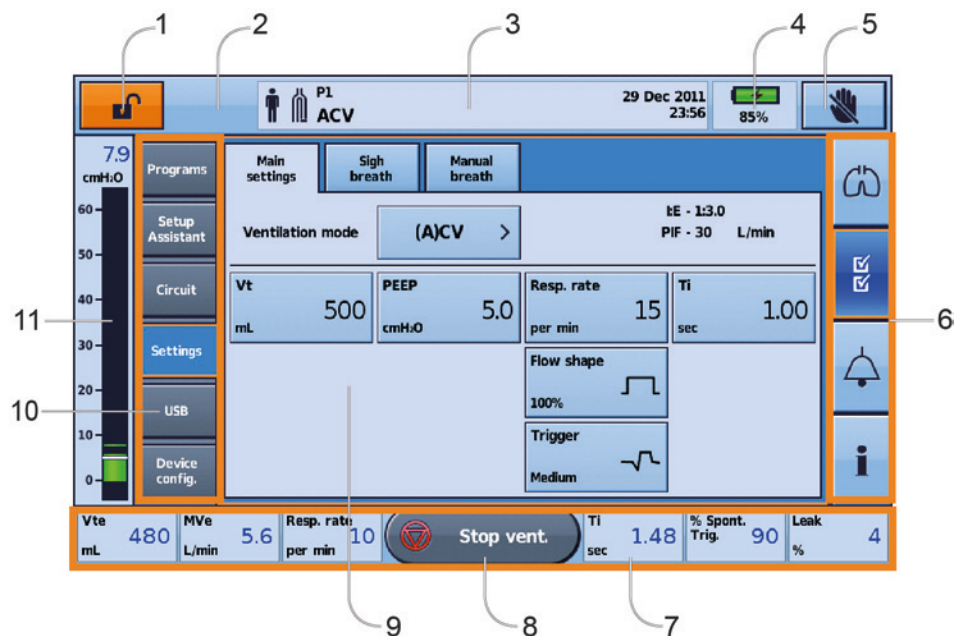 1
2
3
4
5
P1
ACV
29 Dec 2011
23:56
85%
7.9
cmH₂O
60
50
40
30
20
10
0
11
10
Programs
Setup
Assistant
Circuit
Settings
USB
Device
config.
Main
settings
Sigh
breath
Manual
breath
Ventilation mode
(A)CV >
I:E - 1:3.0
PIF - 30 L/min
Vt
500
mL
PEEP
5.0
cmH₂O
Resp. rate
15
per min
Ti
1.00
sec
Flow shape
100%
Trigger
Medium
i
6
Vte
480
mL
MVe
5.6
L/min
Resp. rate
10
per min
Stop vent.
Ti
1.48
sec
% Spont.
Trig. 90
Leak
4
%
9
8
7